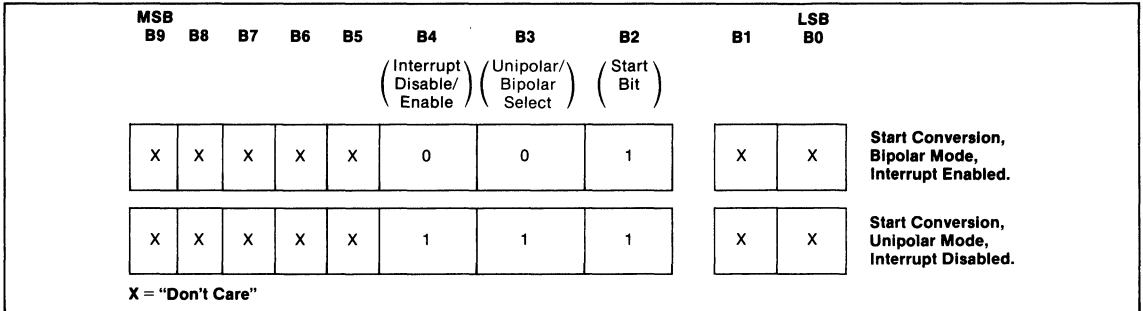 MSB LSB
B9 B8 B7 B6 B5 B4 B3 B2 B1 B0
(Interrupt Disable/ Enable) (Unipolar/ Bipolar Select) (Start Bit)
X X X X X 0 0 1 X X
Start Conversion,
Bipolar Mode,
Interrupt Enabled.
X X X X X 1 1 1 X X
Start Conversion,
Unipolar Mode,
Interrupt Disabled.
X = "Don't Care"